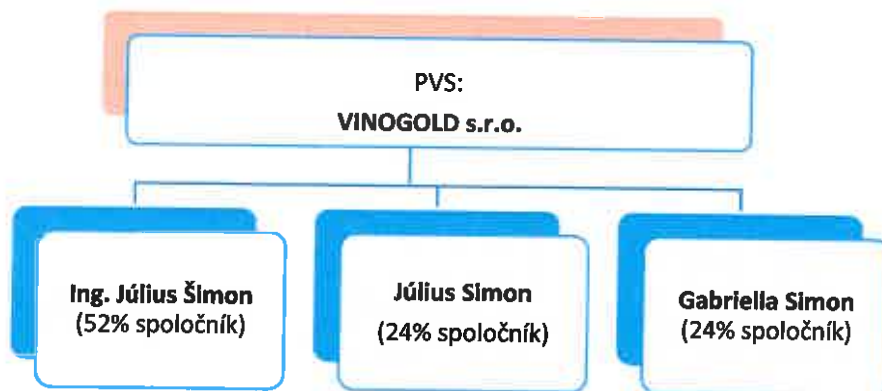 PVS:
VINOGOLD s.r.o.
Ing. Július Šimon
(52% spoločník)
Július Simon
(24% spoločník)
Gabriella Simon
(24% spoločník)